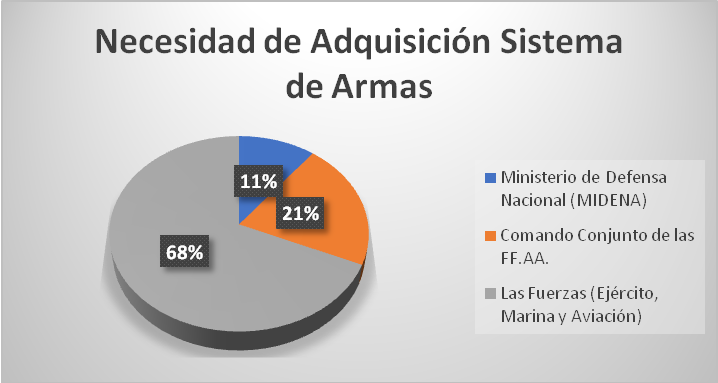 Necesidad de Adquisición Sistema
de Armas
11%
21%
68%
Ministerio de Defensa
Nacional (MIDENA)
Comando Conjunto de las
FF.AA.
Las Fuerzas (Ejército,
Marina y Aviación)